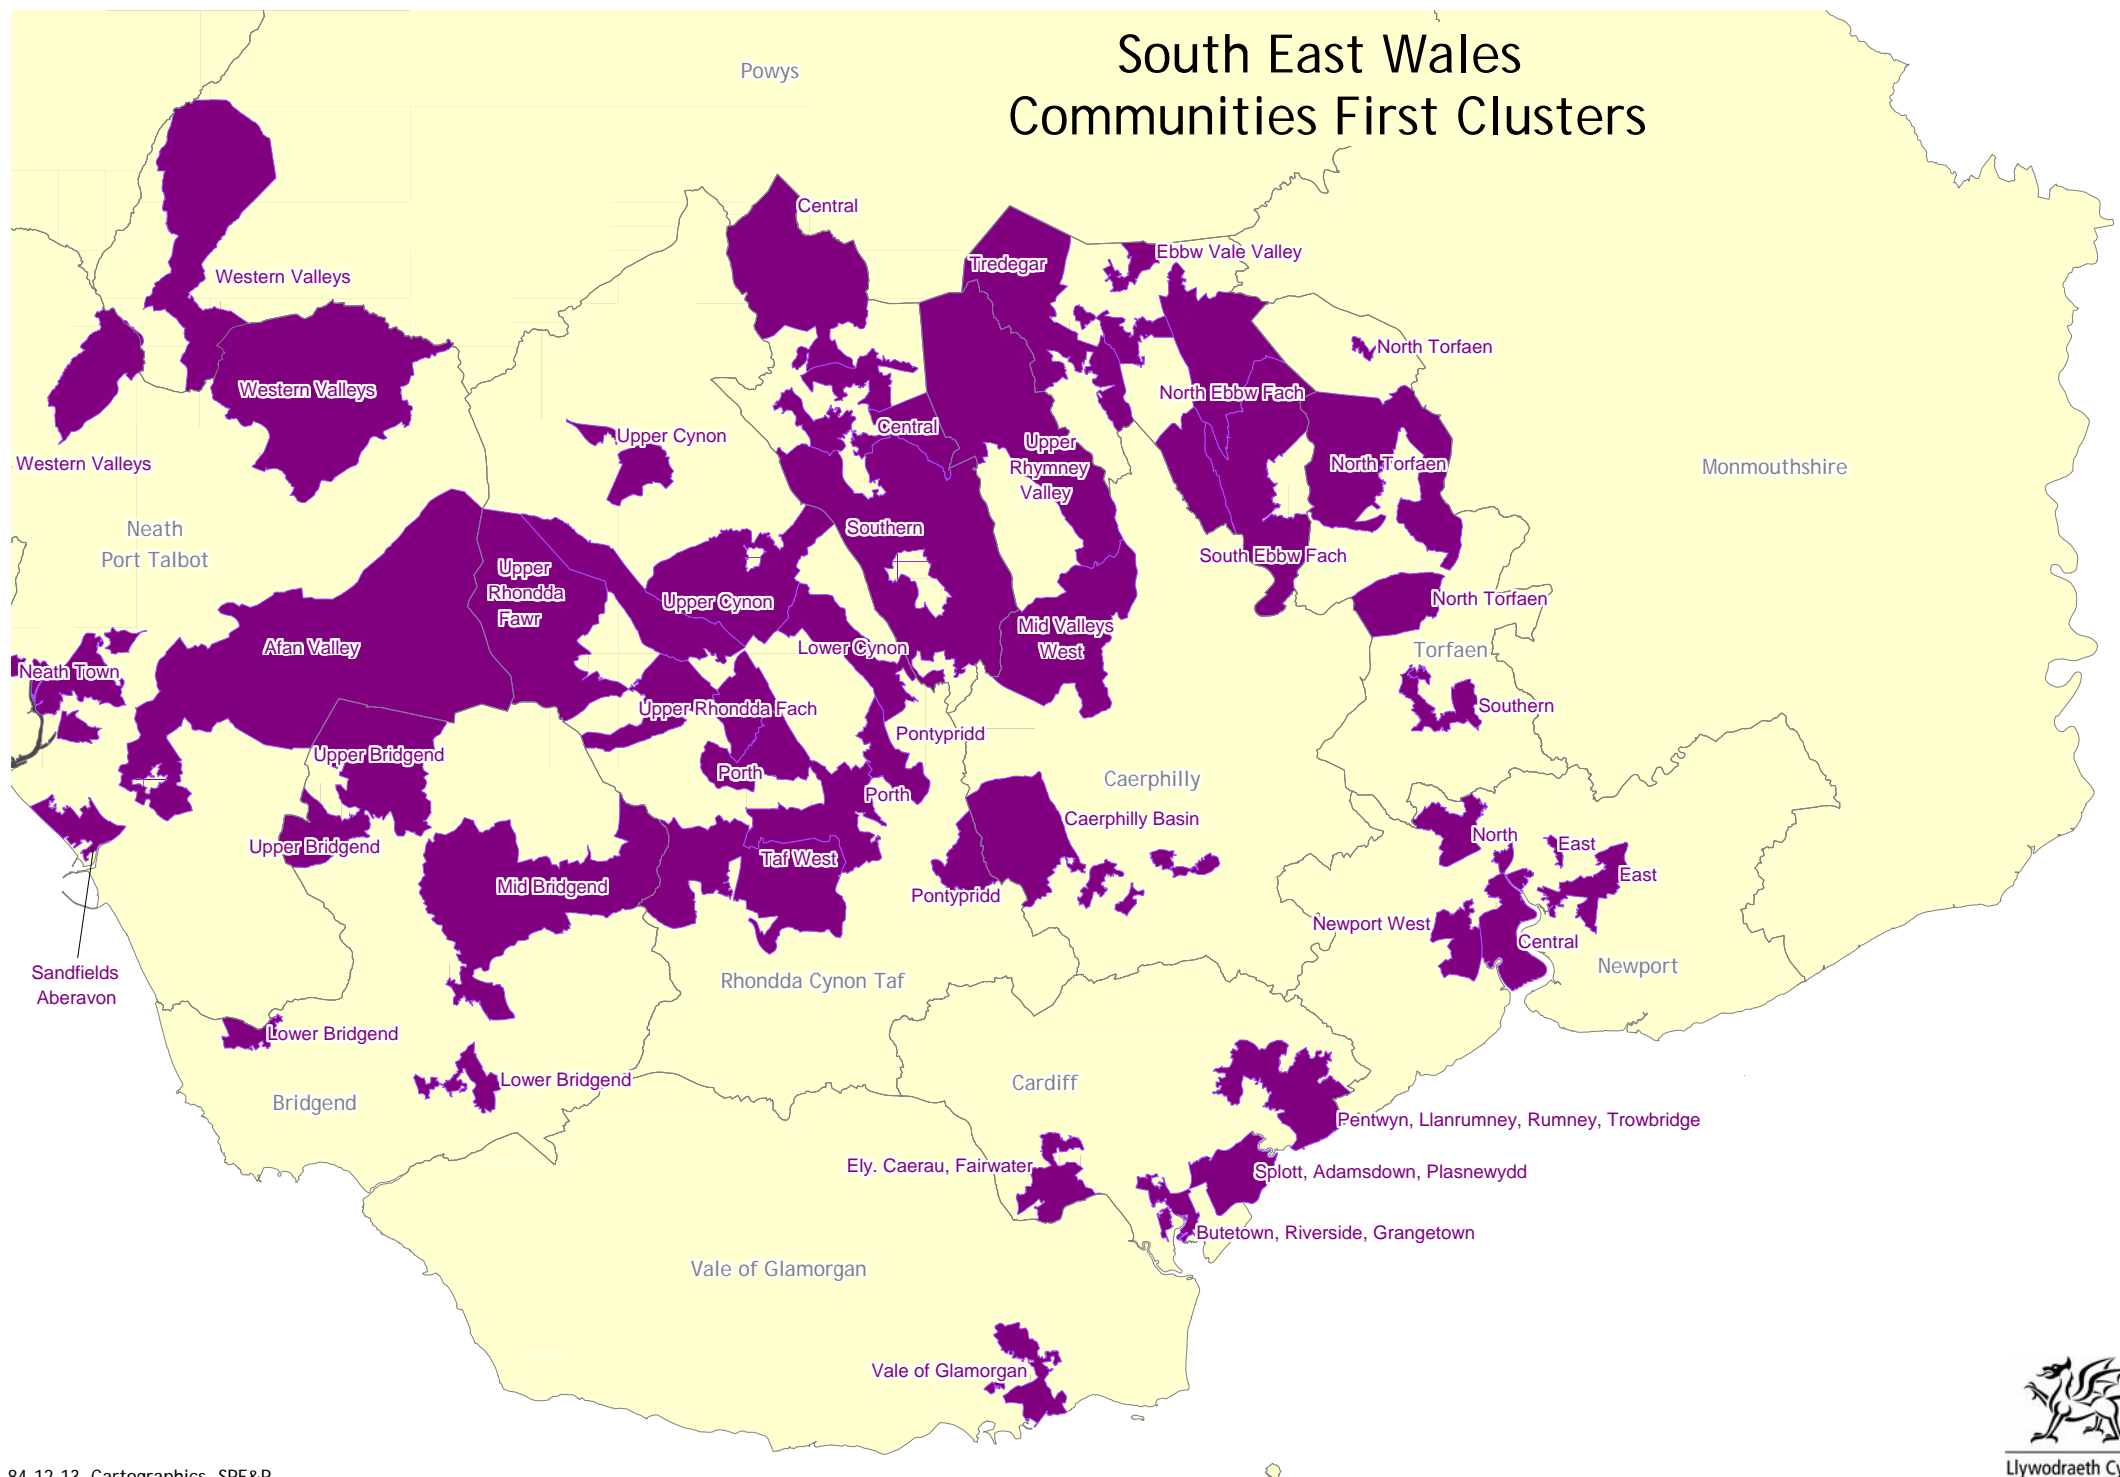 South East Wales
Communities First Clusters
Powys
Central
Ebbw Vale Valley
Tredegar
Western Valleys
North Torfaen
Western Valleys
North Ebbw Fach
Central
Upper Cynon
Upper
Rhymney
Valley
Western Valleys
North Torfaen
Monmouthshire
Neath
Port Talbot
Southern
South Ebbw Fach
Upper
Rhondda
Fawr
Upper Cynon
North Torfaen
Mid Valleys
West
Afan Valley
Lower Cynon
Torfaen
Neath Town
Upper Rhondda Fach
Southern
Pontypridd
Upper Bridgend
Porth
Caerphilly
Porth
Caerphilly Basin
North
East
Upper Bridgend
Taf West
East
Mid Bridgend
Pontypridd
Newport West
Central
Newport
Sandfields
Aberavon
Rhondda Cynon Taf
Lower Bridgend
Lower Bridgend
Cardiff
Bridgend
Pentwyn, Llanrumney, Rumney, Trowbridge
Ely. Caerau, Fairwater
Splott, Adamsdown, Plasnewydd
Butetown, Riverside, Grangetown
Vale of Glamorgan
Vale of Glamorgan
84.12-13 Cartographics
Llywodraeth